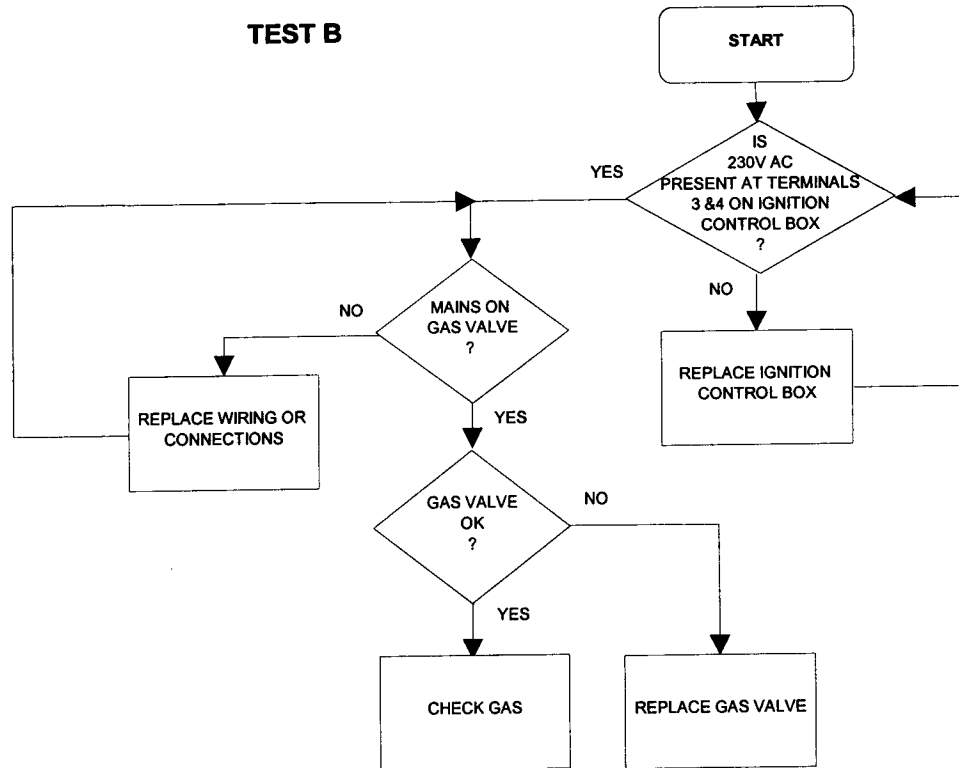 TEST B
START
IS
230V AC
PRESENT AT TERMINALS
3 &4 ON IGNITION
CONTROL BOX
?
YES
NO
MAINS ON
GAS VALVE
?
NO
REPLACE IGNITION
CONTROL BOX
REPLACE WIRING OR
CONNECTIONS
YES
GAS VALVE
OK
?
NO
YES
CHECK GAS
REPLACE GAS VALVE